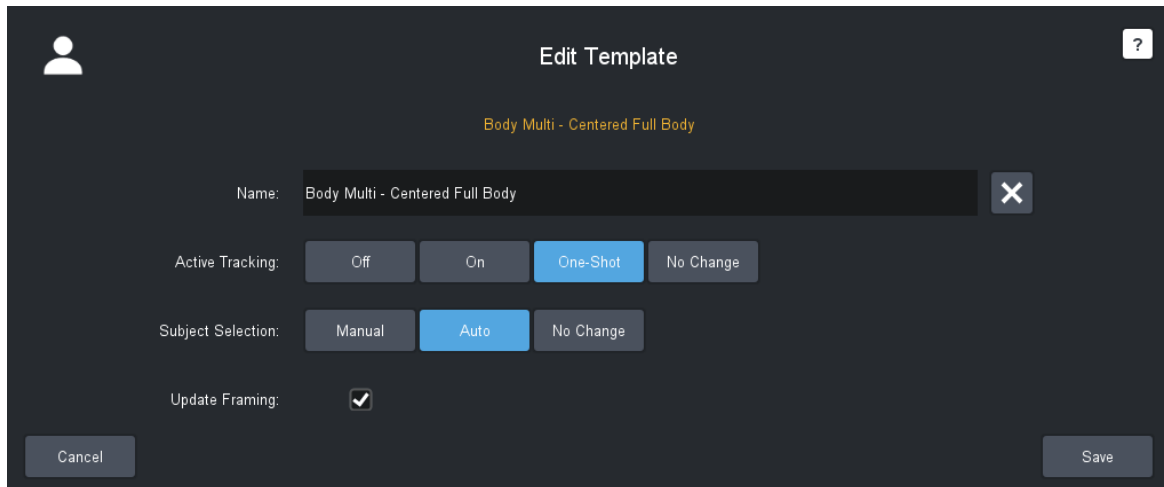 Edit Template
?
Body Multi - Centered Full Body
Name: Body Multi - Centered Full Body
Active Tracking: Off On One-Shot No Change
Subject Selection: Manual Auto No Change
Update Framing:
Cancel Save